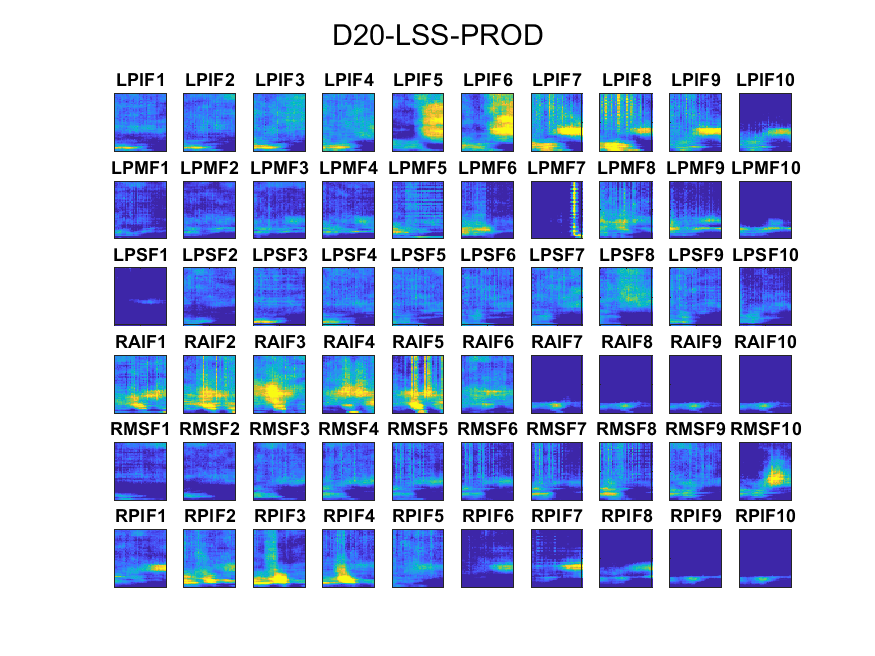 D20-LSS-PROD
LPIF1 LPIF2 LPIF3 LPIF4 LPIF5 LPIF6 LPIF7 LPIF8 LPIF9 LPIF10
LPMF1 LPMF2 LPMF3 LPMF4 LPMF5 LPMF6 LPMF7 LPMF8 LPMF9 LPMF10
LPSF1 LPSF2 LPSF3 LPSF4 LPSF5 LPSF6 LPSF7 LPSF8 LPSF9 LPSF10
RAIF1 RAIF2 RAIF3 RAIF4 RAIF5 RAIF6 RAIF7 RAIF8 RAIF9 RAIF10
RMSF1 RMSF2 RMSF3 RMSF4 RMSF5 RMSF6 RMSF7 RMSF8 RMSF9 RMSF10
RPIF1 RPIF2 RPIF3 RPIF4 RPIF5 RPIF6 RPIF7 RPIF8 RPIF9 RPIF10